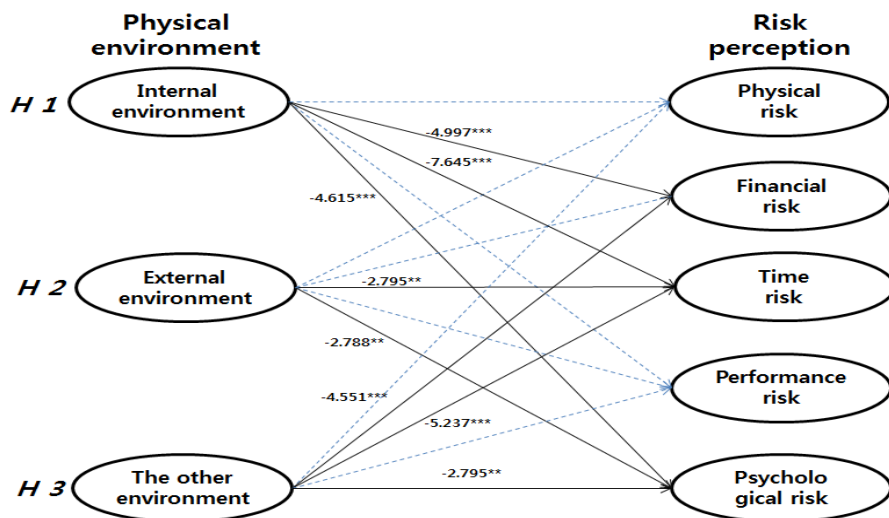 Physical
environment
Risk
perception
H 1
Internal
environment
Physical
risk
-4.997***
-7.645***
-4.615***
Financial
risk
H 2
External
environment
-2.795**
Time
risk
-2.788**
Performance
risk
-4.551***
-5.237***
H 3
The other
environment
-2.795**
Psycholo
gical risk